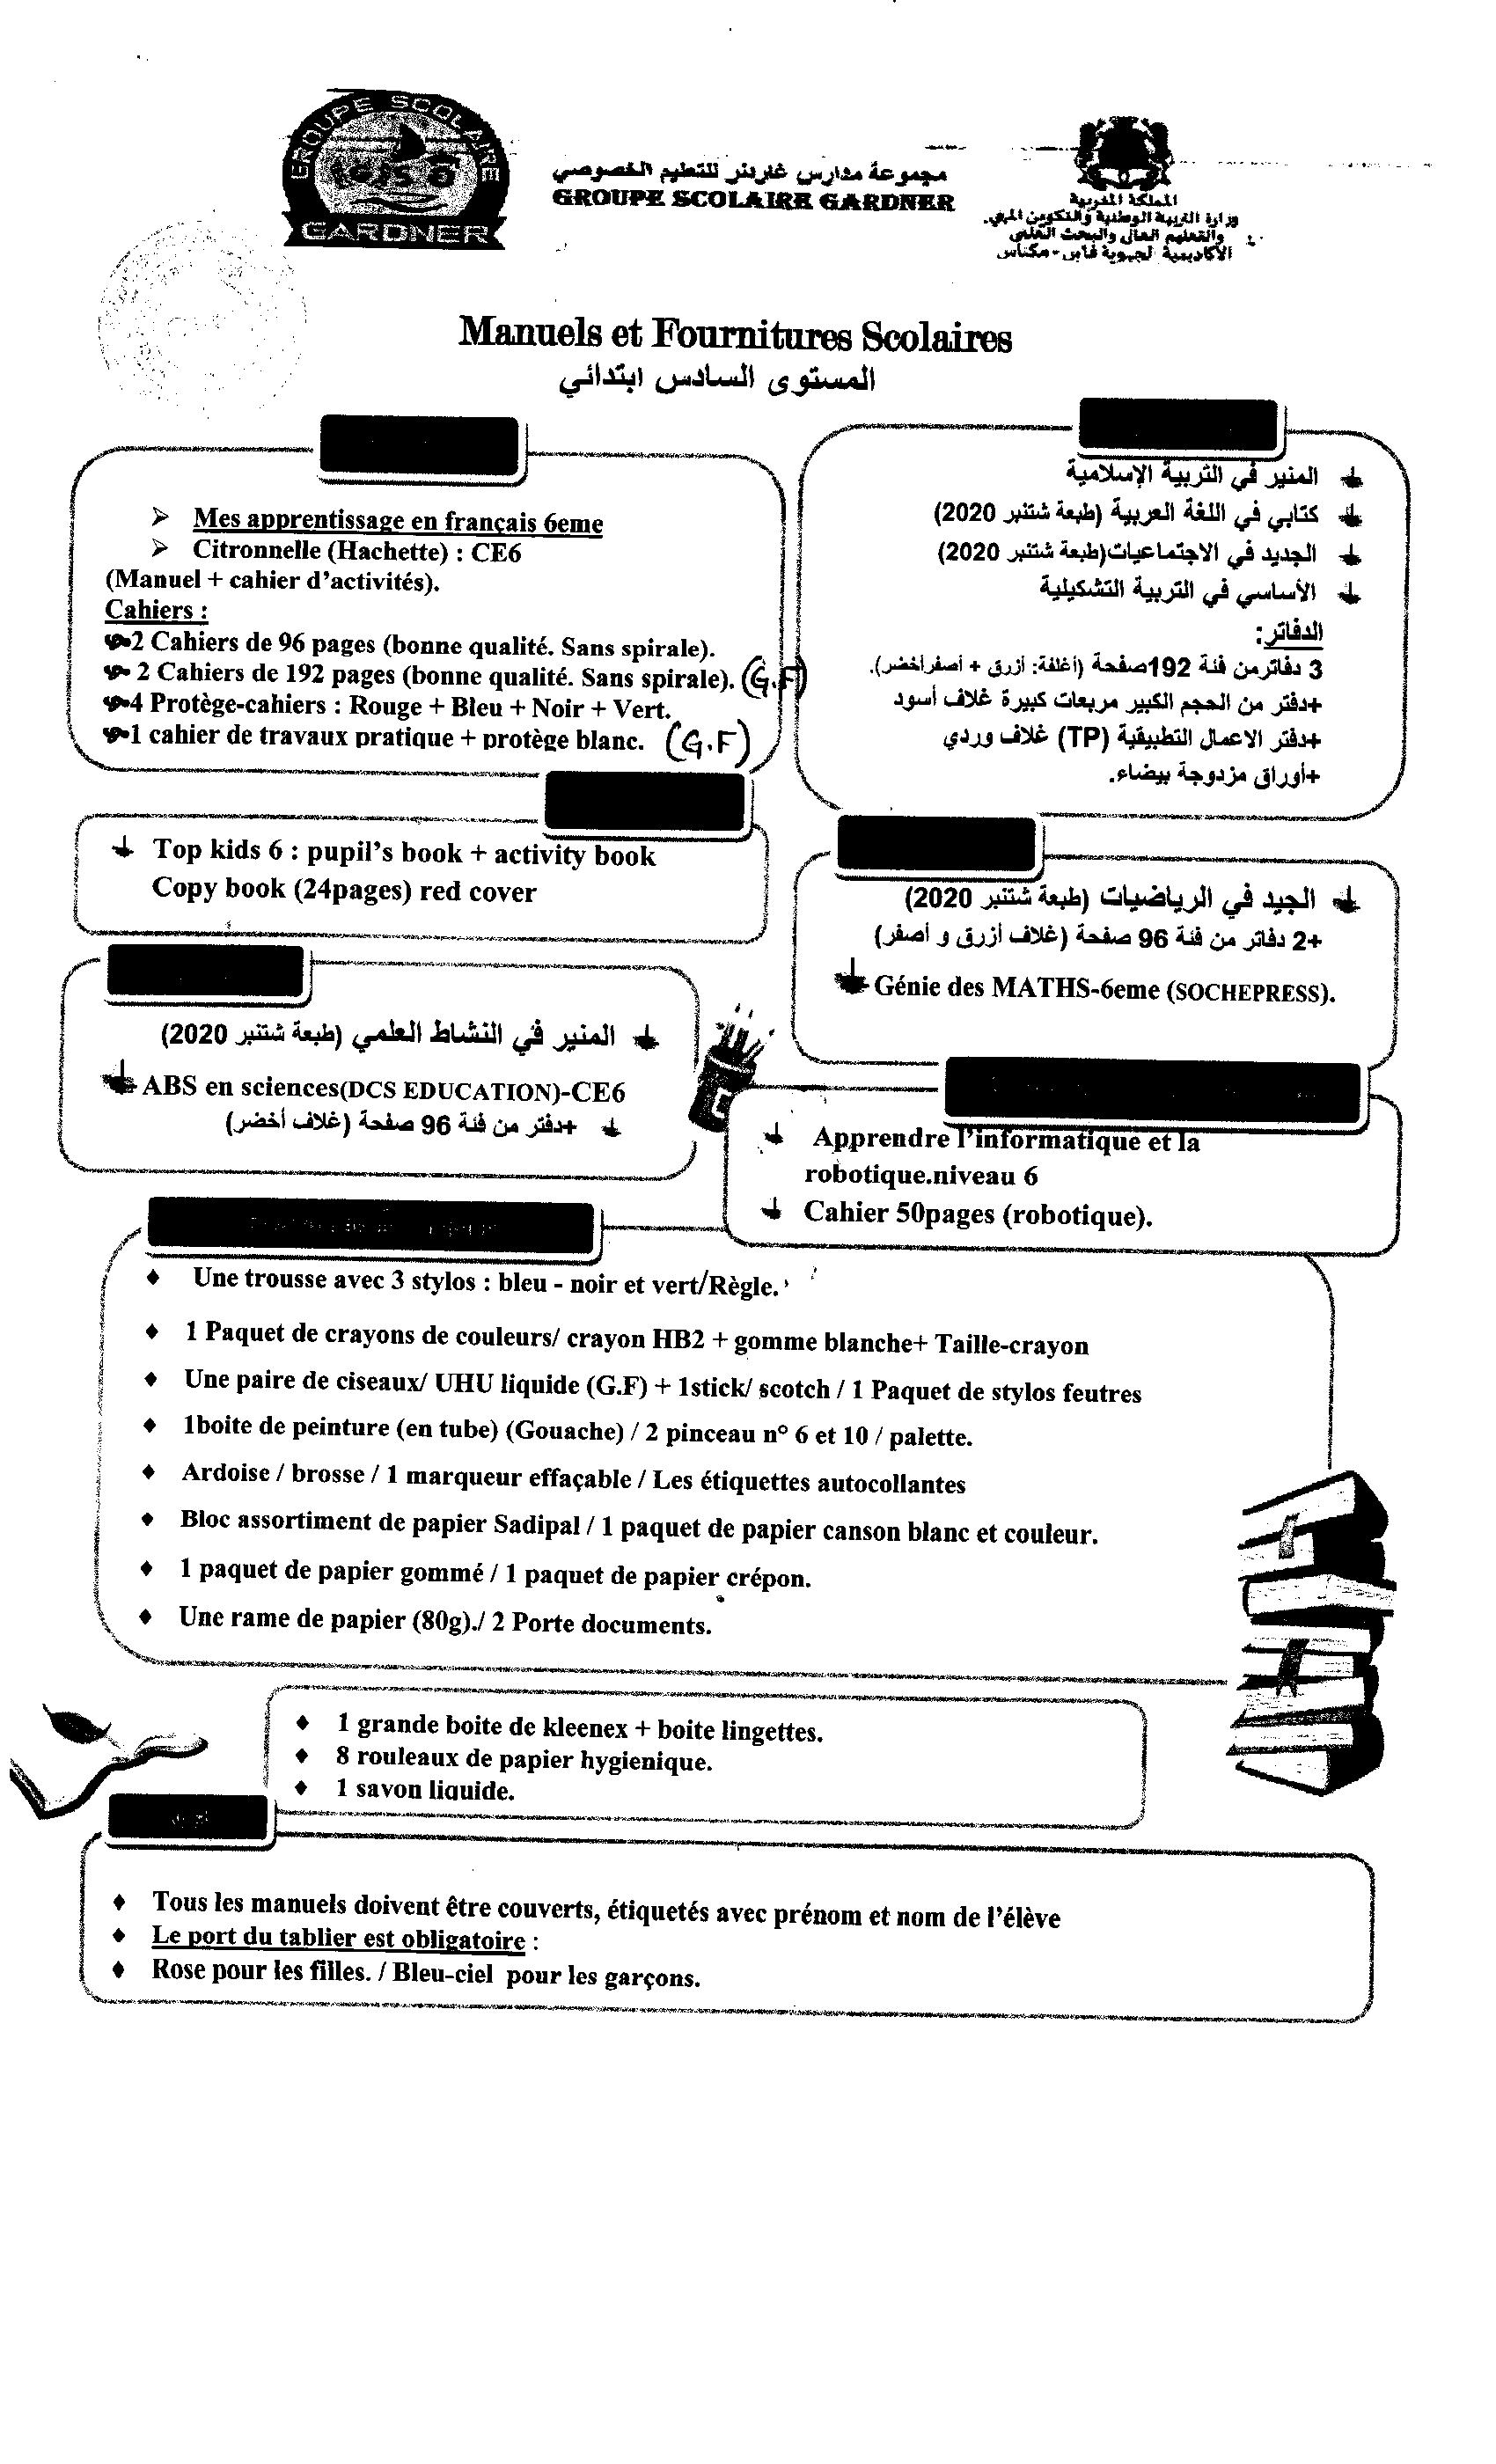 GROUPE SCOLAIRE
GARDNER
مجموعة مدارس غاردنر للتعليم الخصوصي
GROUPE SCOLAIRE GARDNER
المملكة المغربية
وزارة التربية الوطنية والتكوين المهني
والتعليم العالي والبحث العلمي
الأكاديمية الجهوية فاس-مكناس
Manuels et Fournitures Scolaires
المستوى السادس ابتدائي
Mes apprentissage en français 6eme
Citronnelle (Hachette) : CE6
(Manuel + cahier d'activités).
Cahiers :
2 Cahiers de 96 pages (bonne qualité. Sans spirale).
2 Cahiers de 192 pages (bonne qualité. Sans spirale). (G.F)
4 Protège-cahiers : Rouge + Bleu + Noir + Vert.
1 cahier de travaux pratique + protège blanc. (G.F)
المنير في التربية الإسلامية
كتابي في اللغة العربية (طبعة شتنبر 2020)
الجديد في الاجتماعيات(طبعة شتنبر 2020)
الأساسي في التربية التشكيلية
الدفاتر:
3 دفاترمن فئة 192صفحة (أغلفة: أزرق + أصفرأخضر).
+دفتر من الحجم الكبير مربعات كبيرة غلاف أسود
+دفتر الاعمال التطبيقية (TP) غلاف وردي
+أوراق مزدوجة بيضاء.
Top kids 6 : pupil's book + activity book
Copy book (24pages) red cover
الجيد في الرياضيات (طبعة شتنبر 2020)
+2 دفاتر من فئة 96 صفحة (غلاف أزرق و أصفر)
Génie des MATHS-6eme (SOCHEPRESS).
المنير في النشاط العلمي (طبعة شتنبر 2020)
ABS en sciences(DCS EDUCATION)-CE6
+دفتر من فئة 96 صفحة (غلاف أخضر)
Apprendre l'informatique et la
robotique.niveau 6
Cahier 50pages (robotique).
Une trousse avec 3 stylos : bleu - noir et vert/Règle.
1 Paquet de crayons de couleurs/ crayon HB2 + gomme blanche+ Taille-crayon
Une paire de ciseaux/ UHU liquide (G.F) + 1stick/ scotch / 1 Paquet de stylos feutres
1boite de peinture (en tube) (Gouache) / 2 pinceau n° 6 et 10 / palette.
Ardoise / brosse / 1 marqueur effaçable / Les étiquettes autocollantes
Bloc assortiment de papier Sadipal / 1 paquet de papier canson blanc et couleur.
1 paquet de papier gommé / 1 paquet de papier crépon.
Une rame de papier (80g)./ 2 Porte documents.
1 grande boite de kleenex + boite lingettes.
8 rouleaux de papier hygienique.
1 savon liquide.
Tous les manuels doivent être couverts, étiquetés avec prénom et nom de l'élève
Le port du tablier est obligatoire :
Rose pour les filles. / Bleu-ciel pour les garçons.